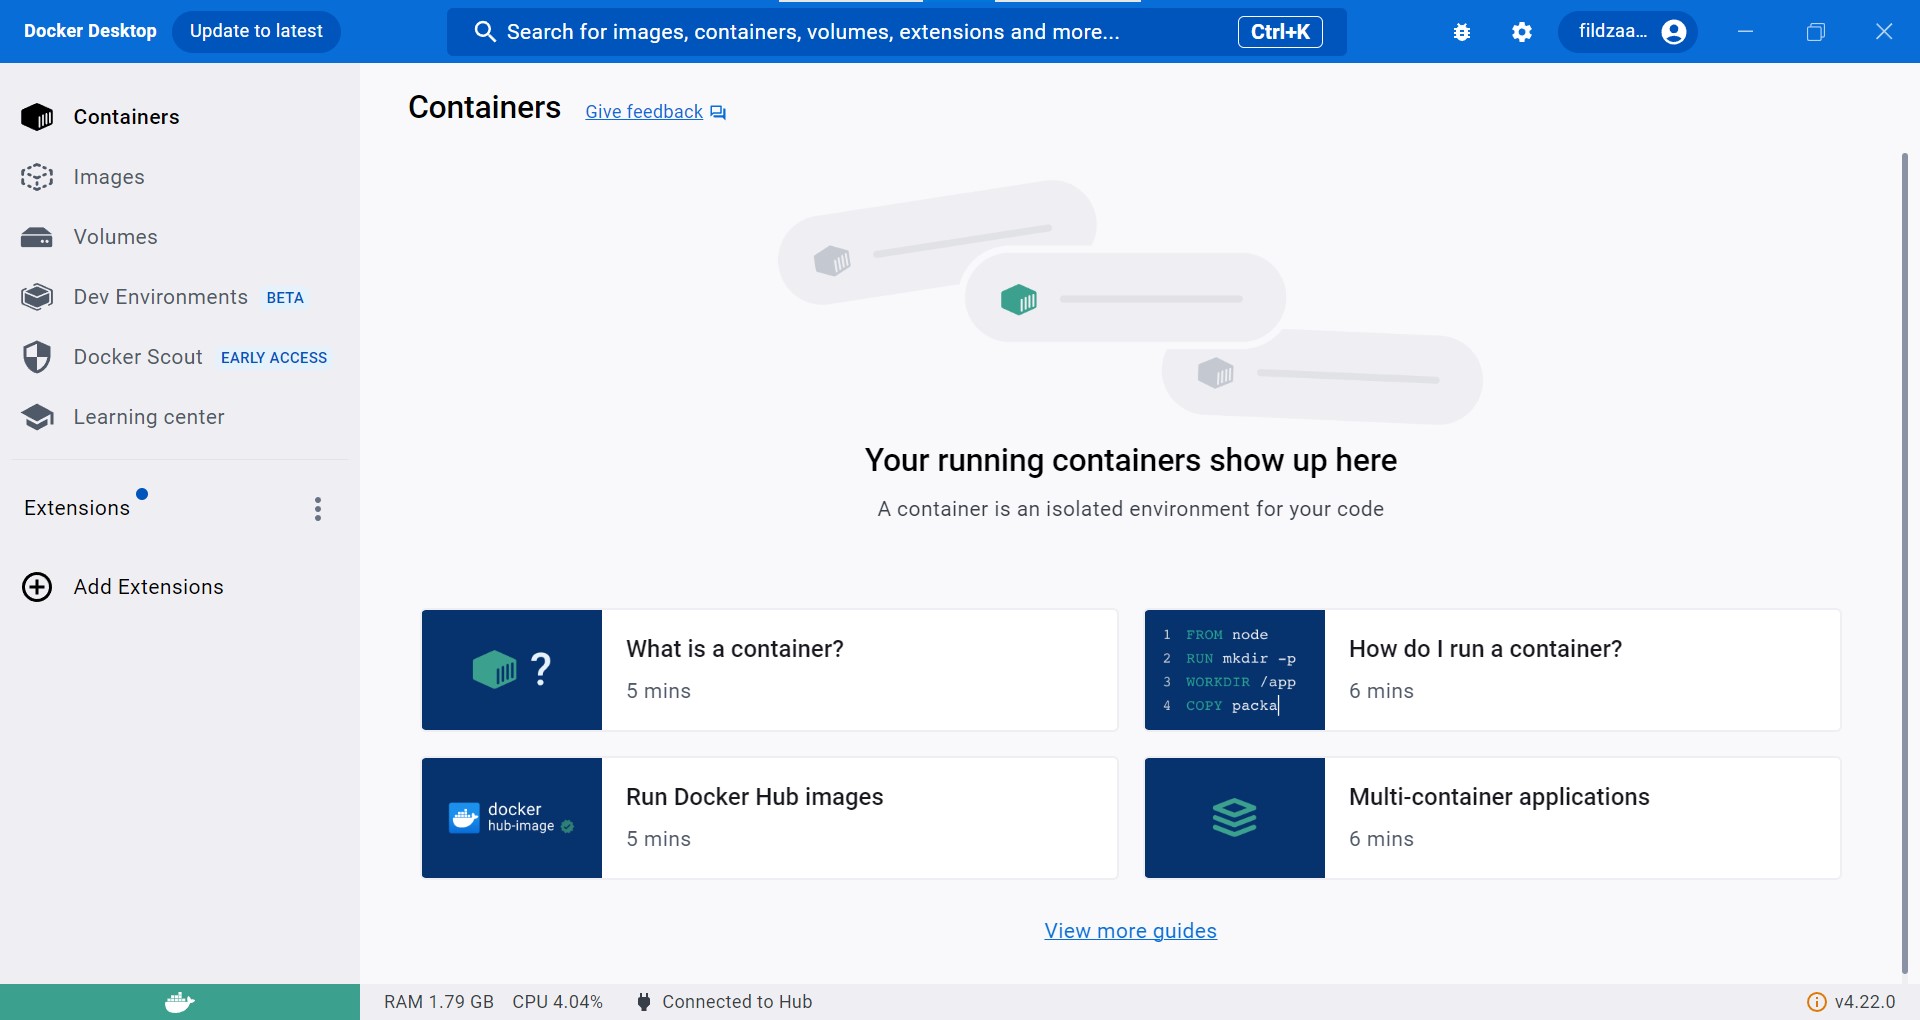 Docker Desktop
Update to latest
Search for images, containers, volumes, extensions and more...
Ctrl+K
fildzaa...
Containers
Images
Volumes
Dev Environments BETA
Docker Scout EARLY ACCESS
Learning center
Extensions
Add Extensions
Containers Give feedback
Your running containers show up here
A container is an isolated environment for your code
?
What is a container?
5 mins
1 FROM node
2 RUN mkdir -p
3 WORKDIR /app
4 COPY packa
How do I run a container?
6 mins
docker
hub-image
Run Docker Hub images
5 mins
Multi-container applications
6 mins
View more guides
RAM 1.79 GB CPU 4.04% Connected to Hub
v4.22.0